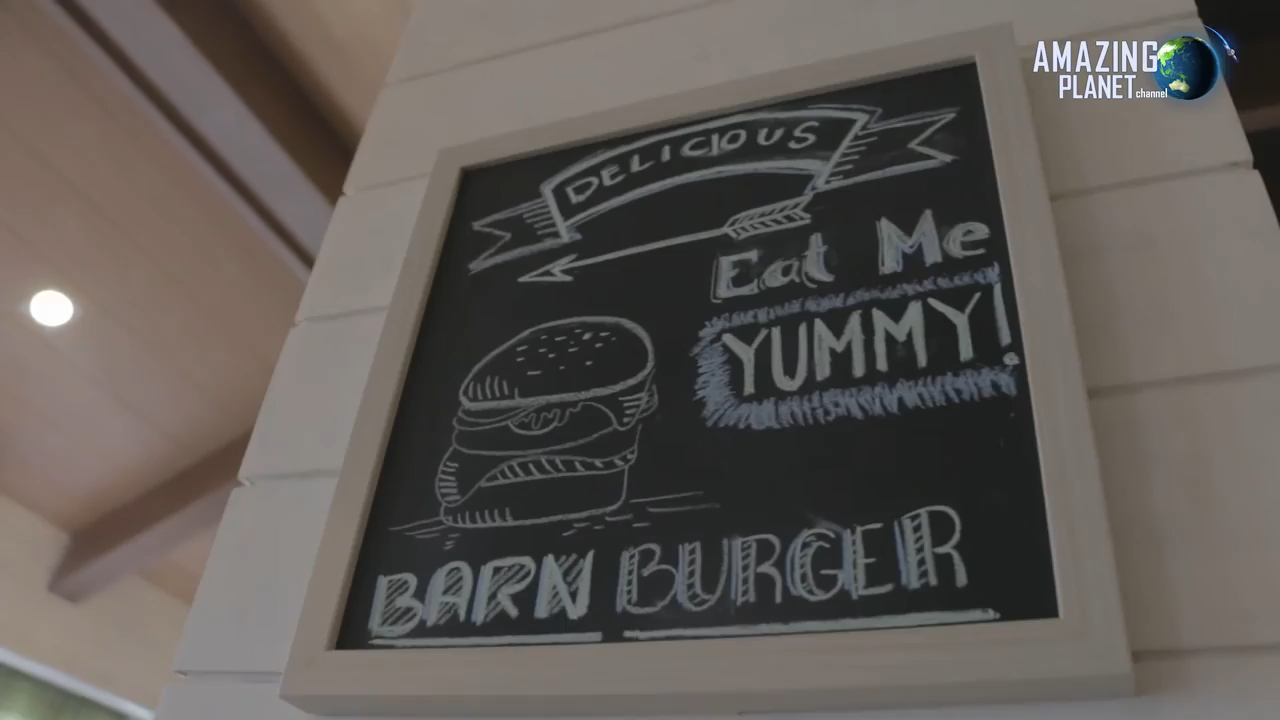 AMAZING
PLANET channel
DELICIOUS
Eat Me
YUMMY!
BARN BURGER